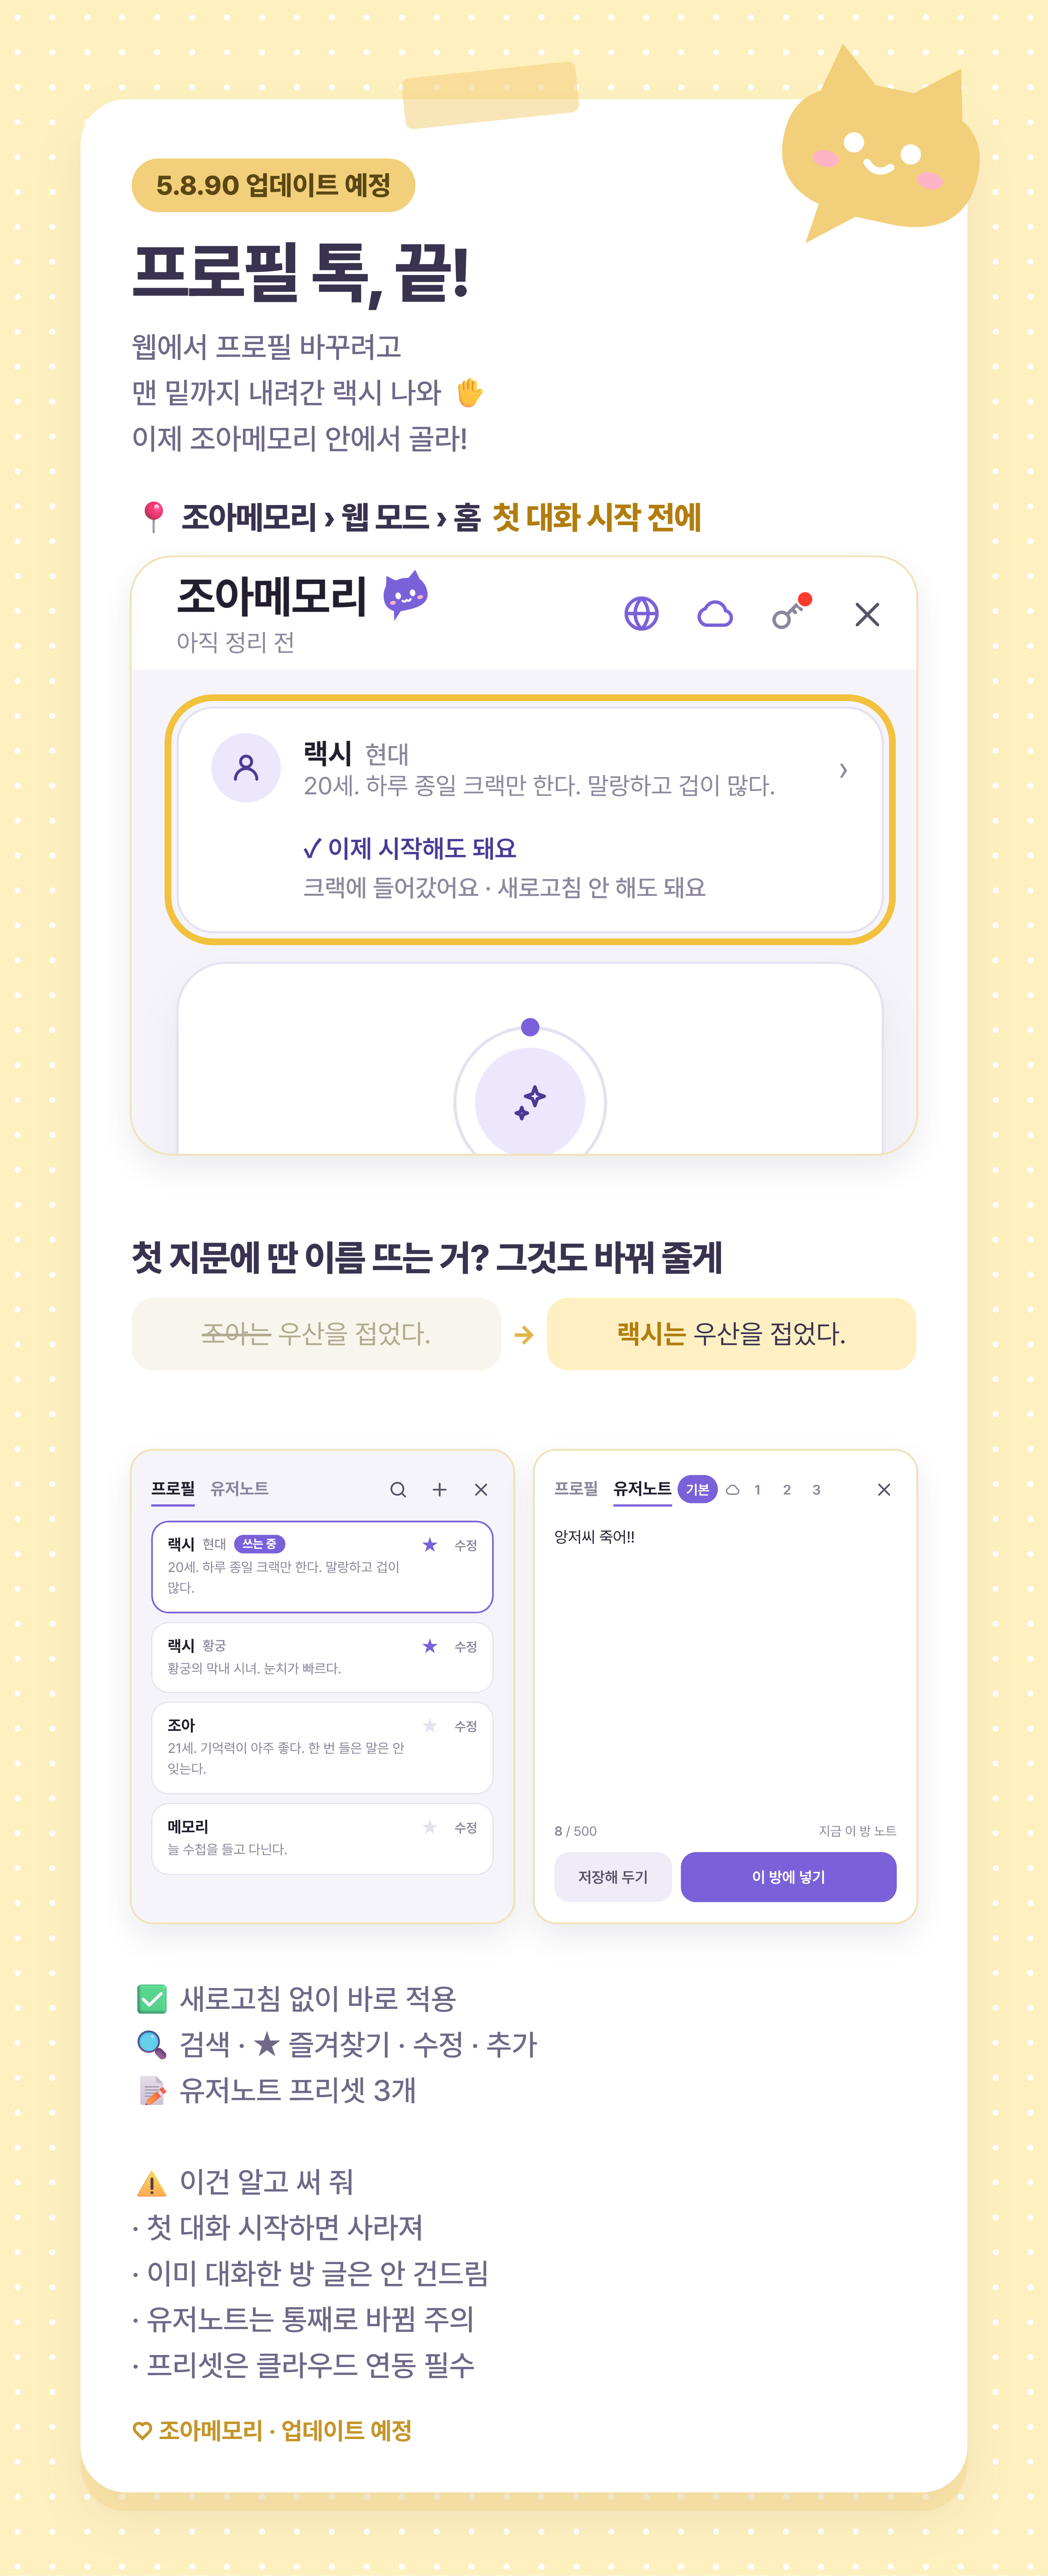 5.8.90 업데이트 예정
프로필 톡, 끝!
웹에서 프로필 바꾸려고
맨 밑까지 내려간 랙시 나와 ✋
이제 조아메모리 안에서 골라!
📍 조아메모리 › 웹 모드 › 홈 첫 대화 시작 전에
조아메모리
아직 정리 전
랙시 현대
20세. 하루 종일 크랙만 한다. 말랑하고 겁이 많다.
✓ 이제 시작해도 돼요
크랙에 들어갔어요 · 새로고침 안 해도 돼요
첫 지문에 딴 이름 뜨는 거? 그것도 바꿔 줄게
조아는 우산을 접었다. → 랙시는 우산을 접었다.
프로필 유저노트
랙시 현대 쓰는 중 ★ 수정
20세. 하루 종일 크랙만 한다. 말랑하고 겁이
많다.
랙시 황궁 ★ 수정
황궁의 막내 시녀. 눈치가 빠르다.
조아 ★ 수정
21세. 기억력이 아주 좋다. 한 번 들은 말은 안
잊는다.
메모리 ★ 수정
늘 수첩을 들고 다닌다.
프로필 유저노트 기본 1 2 3
앙저씨 죽어!!
8 / 500 지금 이 방 노트
저장해 두기 이 방에 넣기
✅ 새로고침 없이 바로 적용
🔍 검색 · ★ 즐겨찾기 · 수정 · 추가
📝 유저노트 프리셋 3개
⚠️ 이건 알고 써 줘
· 첫 대화 시작하면 사라져
· 이미 대화한 방 글은 안 건드림
· 유저노트는 통째로 바뀜 주의
· 프리셋은 클라우드 연동 필수
♡ 조아메모리 · 업데이트 예정